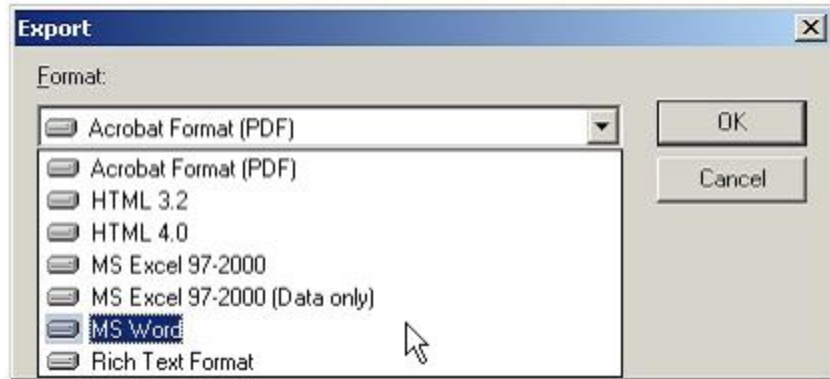 Export
Format:
Acrobat Format (PDF)
OK
Acrobat Format (PDF)
Cancel
HTML 3.2
HTML 4.0
MS Excel 97-2000
MS Excel 97-2000 (Data only)
MS Word
Rich Text Format